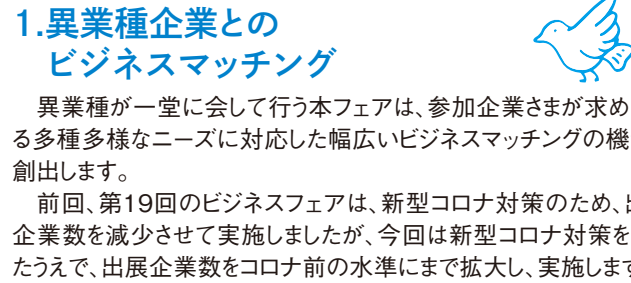 1.異業種企業との
ビジネスマッチング
異業種が一堂に会して行う本フェアは、参加企業さまが求め
る多種多様なニーズに対応した幅広いビジネスマッチングの機
創出します。
前回、第19回のビジネスフェアは、新型コロナ対策のため、
企業数を減少させて実施しましたが、今回は新型コロナ対策を
たうえで、出展企業数をコロナ前の水準にまで拡大し、実施しま